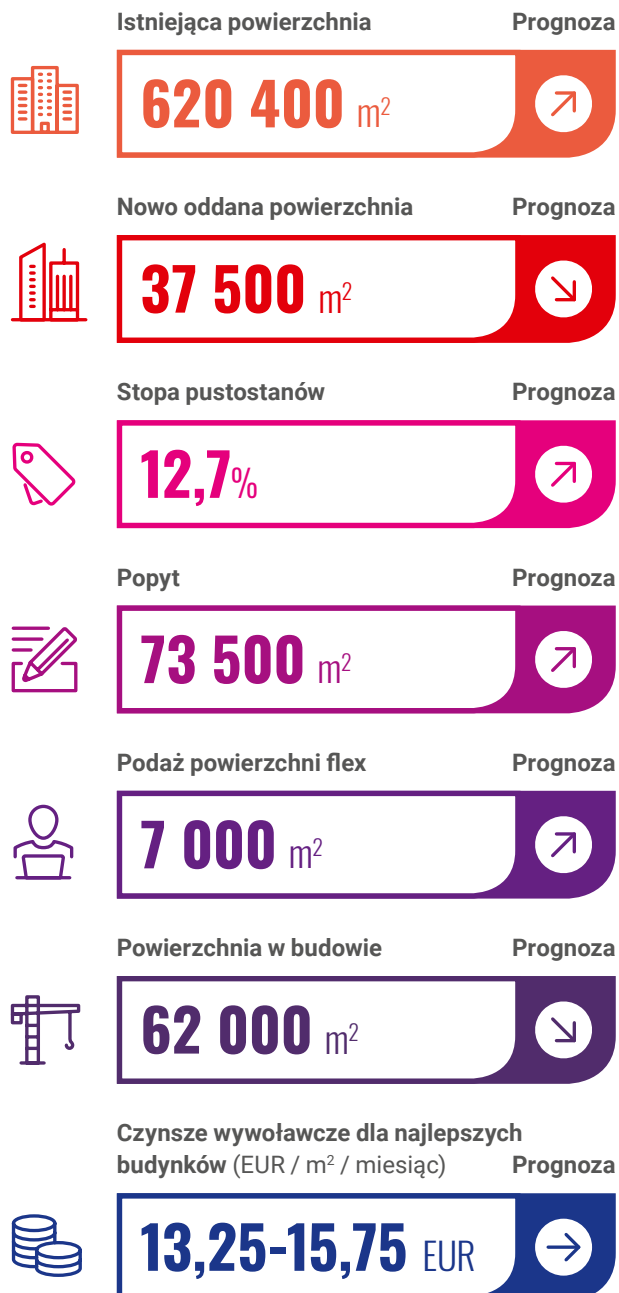 Istniejąca powierzchnia Prognoza
620 400 m²
Nowo oddana powierzchnia Prognoza
37 500 m²
Stopa pustostanów Prognoza
12,7%
Popyt Prognoza
73 500 m²
Podaż powierzchni flex Prognoza
7 000 m²
Powierzchnia w budowie Prognoza
62 000 m²
Czynsze wywoławcze dla najlepszych
budynków (EUR / m² / miesiąc) Prognoza
13,25-15,75 EUR